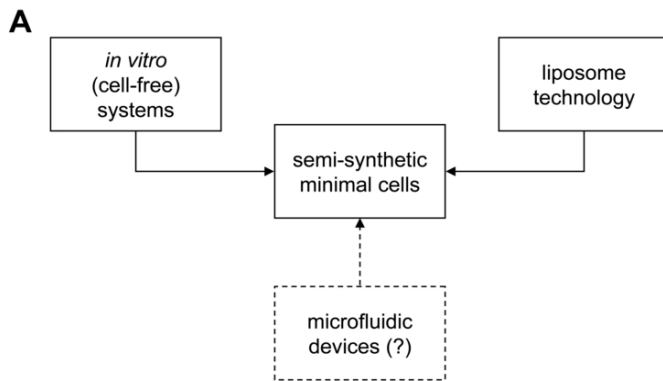 A
in vitro
(cell-free)
systems
liposome
technology
semi-synthetic
minimal cells
microfluidic
devices (?)